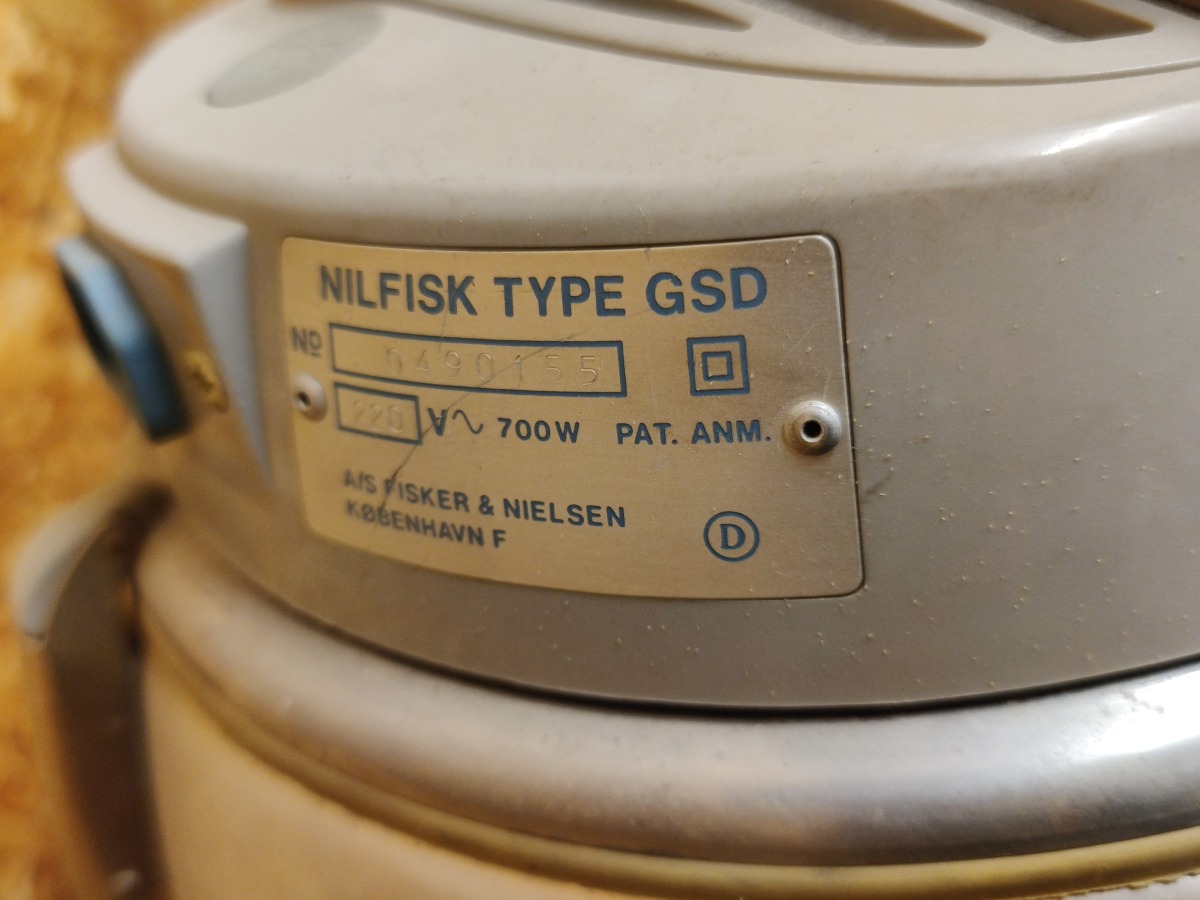 NILFISK TYPE GSD
Nº 0490155
220 V~ 700W PAT. ANM.
A/S FISKER & NIELSEN
KØBENHAVN F
D